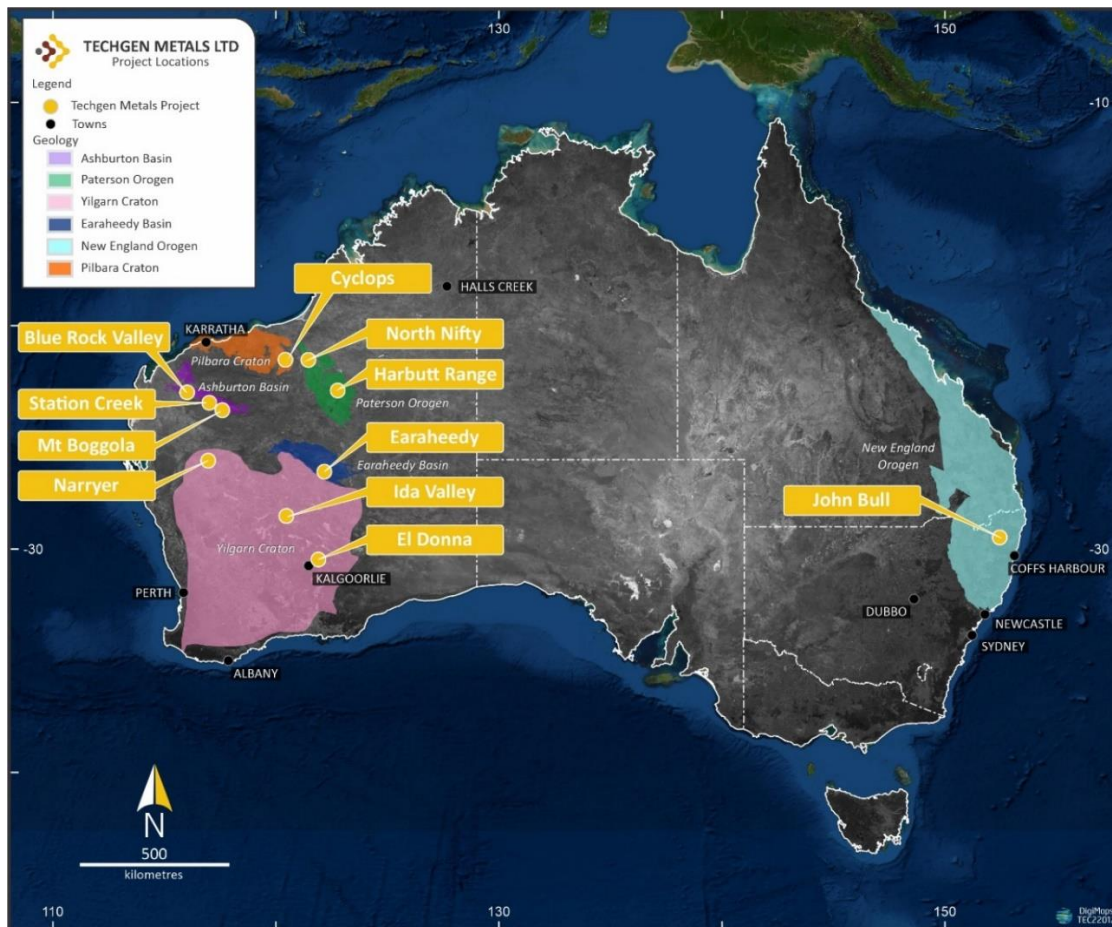 130
150
TECHGEN METALS LTD
Project Locations
Legend
Techgen Metals Project
Towns
Geology
Ashburton Basin
Paterson Orogen
Yilgarn Craton
Earaheedy Basin
New England Orogen
Pilbara Craton
-10
Cyclops
HALLS CREEK
Blue Rock Valley
KARRATHA
North Nifty
Pilbara Craton
Harbutt Range
Ashburton Basin
Station Creek
Paterson Orogen
Mt Boggola
Earaheedy
New England
Orogen
Earaheedy Basin
Narryer
Ida Valley
John Bull
El Donna
Yilgarn Craton
-30
-30
KALGOORLIE
COFFS HARBOUR
PERTH
DUBBO
NEWCASTLE
SYDNEY
ALBANY
N
500
kilometres
110
130
150
DigiMaps